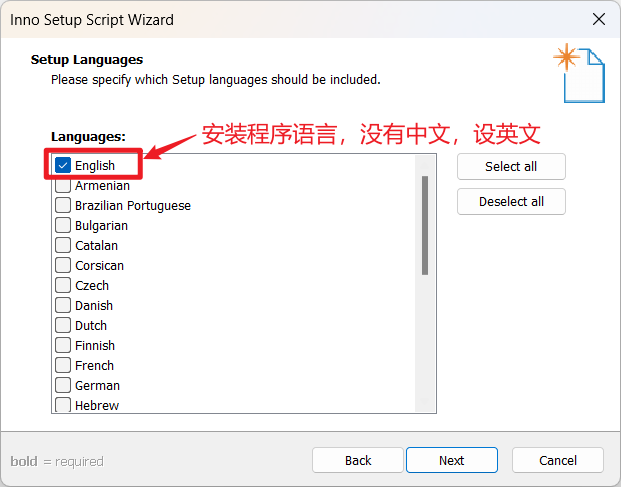 Inno Setup Script Wizard
Setup Languages
Please specify which Setup languages should be included.
安装程序语言，没有中文，设英文
Languages:
English
Armenian
Brazilian Portuguese
Bulgarian
Catalan
Corsican
Czech
Danish
Dutch
Finnish
French
German
Hebrew
Select all
Deselect all
bold = required
Back
Next
Cancel